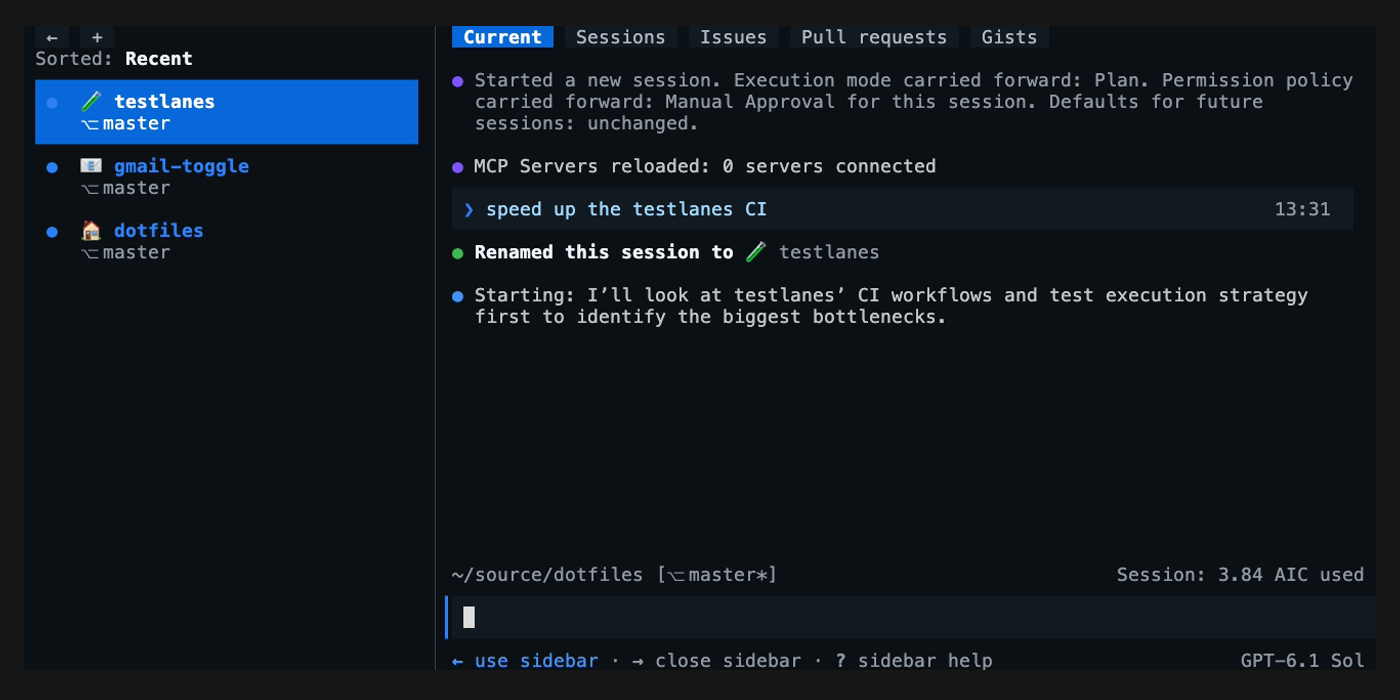 ← +
Sorted: Recent
testlanes
⌥master
gmail-toggle
⌥master
dotfiles
⌥master
Current Sessions Issues Pull requests Gists
Started a new session. Execution mode carried forward: Plan. Permission policy
carried forward: Manual Approval for this session. Defaults for future
sessions: unchanged.
MCP Servers reloaded: 0 servers connected
❯ speed up the testlanes CI 13:31
Renamed this session to 🧪 testlanes
Starting: I’ll look at testlanes’ CI workflows and test execution strategy
first to identify the biggest bottlenecks.
~/source/dotfiles [⌥master*] Session: 3.84 AIC used
← use sidebar · → close sidebar · ? sidebar help GPT-6.1 Sol